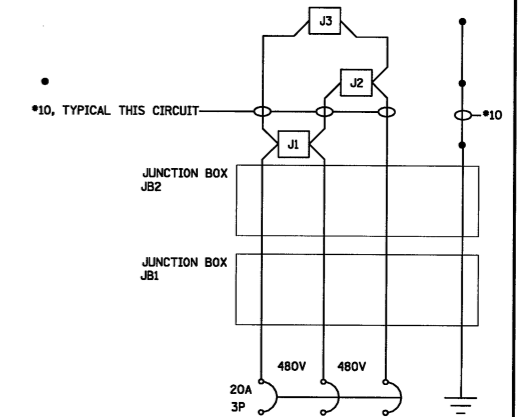 J3
J2
#10, TYPICAL THIS CIRCUIT
#10
J1
JUNCTION BOX
JB2
JUNCTION BOX
JB1
480V 480V
20A
3P